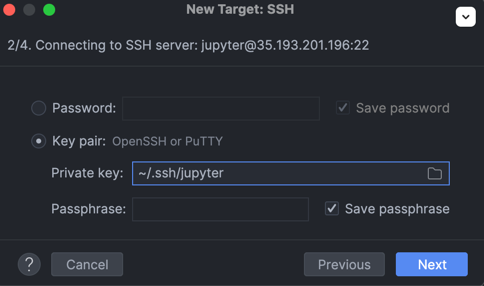 New Target: SSH
2/4. Connecting to SSH server: jupyter@35.193.201.196:22
Password: Save password
Key pair: OpenSSH or PuTTY
Private key: ~/.ssh/jupyter
Passphrase: Save passphrase
? Cancel Previous Next